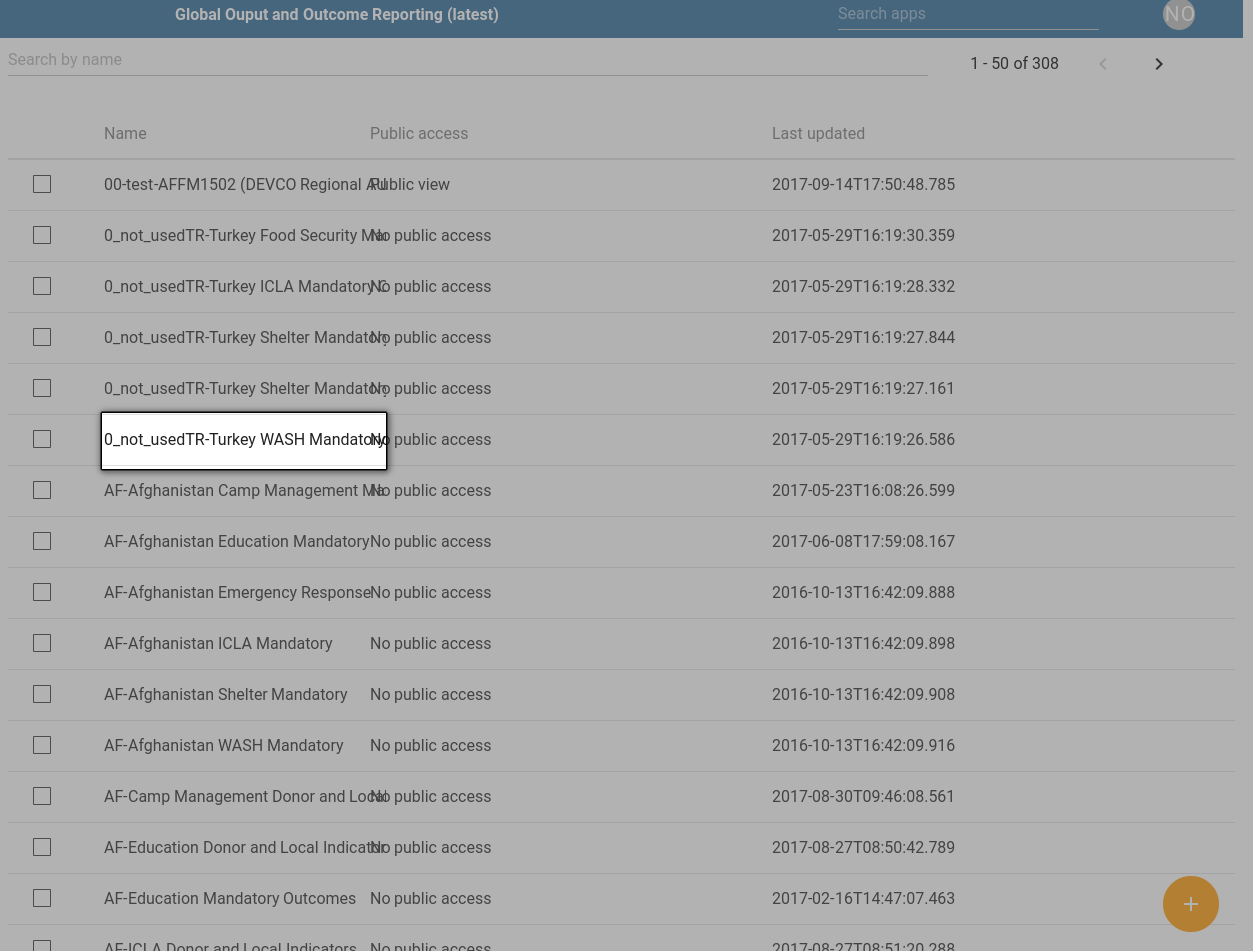 Global Ouput and Outcome Reporting (latest) Search apps NO
Search by name 1 - 50 of 308
Name Public access Last updated
00-test-AFFM1502 (DEVCO Regional Public view 2017-09-14T17:50:48.785
0_not_usedTR-Turkey Food Security No public access 2017-05-29T16:19:30.359
0_not_usedTR-Turkey ICLA Mandatory No public access 2017-05-29T16:19:28.332
0_not_usedTR-Turkey Shelter Mandatory No public access 2017-05-29T16:19:27.844
0_not_usedTR-Turkey Shelter Mandatory No public access 2017-05-29T16:19:27.161
0_not_usedTR-Turkey WASH Mandatory No public access 2017-05-29T16:19:26.586
AF-Afghanistan Camp Management Ma No public access 2017-05-23T16:08:26.599
AF-Afghanistan Education Mandatory No public access 2017-06-08T17:59:08.167
AF-Afghanistan Emergency Response No public access 2016-10-13T16:42:09.888
AF-Afghanistan ICLA Mandatory No public access 2016-10-13T16:42:09.898
AF-Afghanistan Shelter Mandatory No public access 2016-10-13T16:42:09.908
AF-Afghanistan WASH Mandatory No public access 2016-10-13T16:42:09.916
AF-Camp Management Donor and Local No public access 2017-08-30T09:46:08.561
AF-Education Donor and Local Indicator No public access 2017-08-27T08:50:42.789
AF-Education Mandatory Outcomes No public access 2017-02-16T14:47:07.463
AF-ICLA Donor and Local Indicators No public access 2017-08-27T08:51:20.288